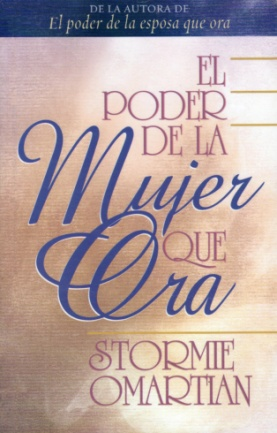 DE LA AUTORA DE
El poder de la esposa que ora
EL
PODER
DE LA
Mujer
QUE
Ora
STORMIE
OMARTIAN